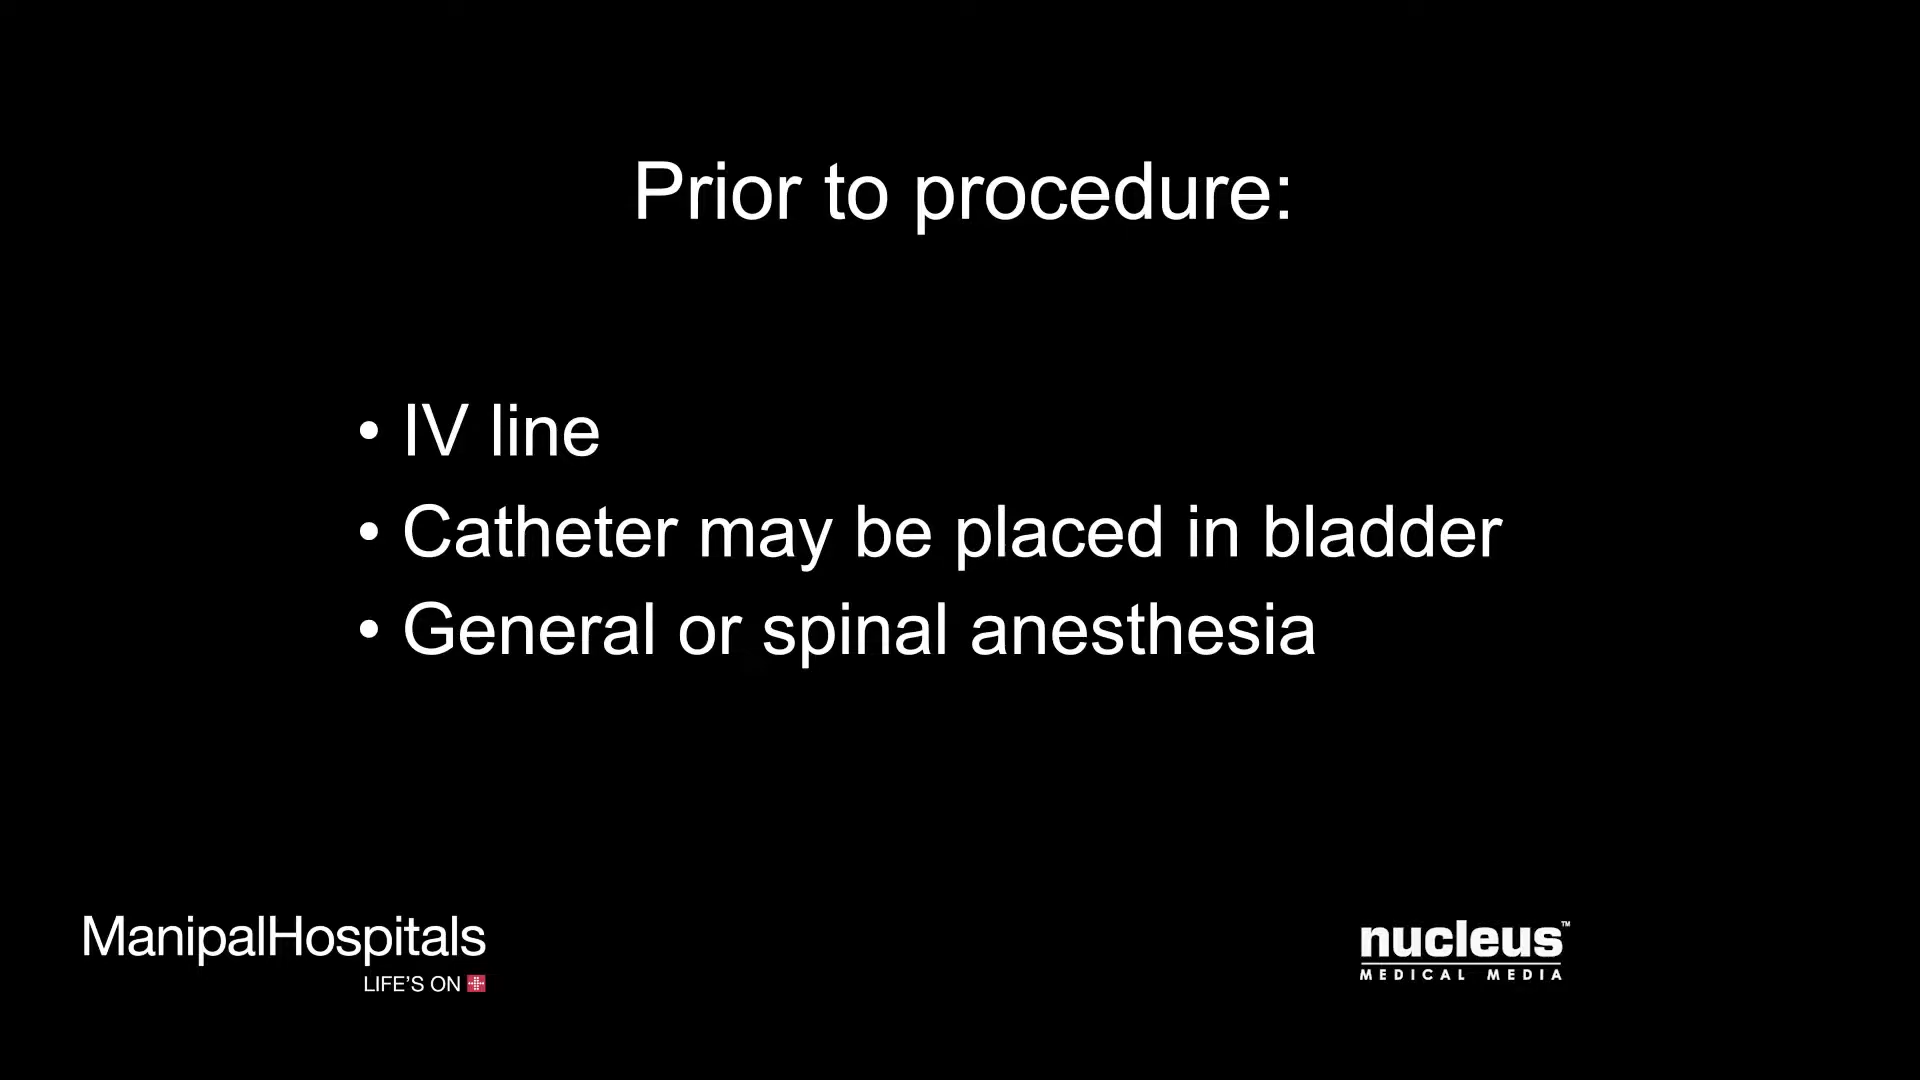 Prior to procedure:
• IV line
• Catheter may be placed in bladder
• General or spinal anesthesia
ManipalHospitals
LIFE'S ON
nucleus™
MEDICAL MEDIA